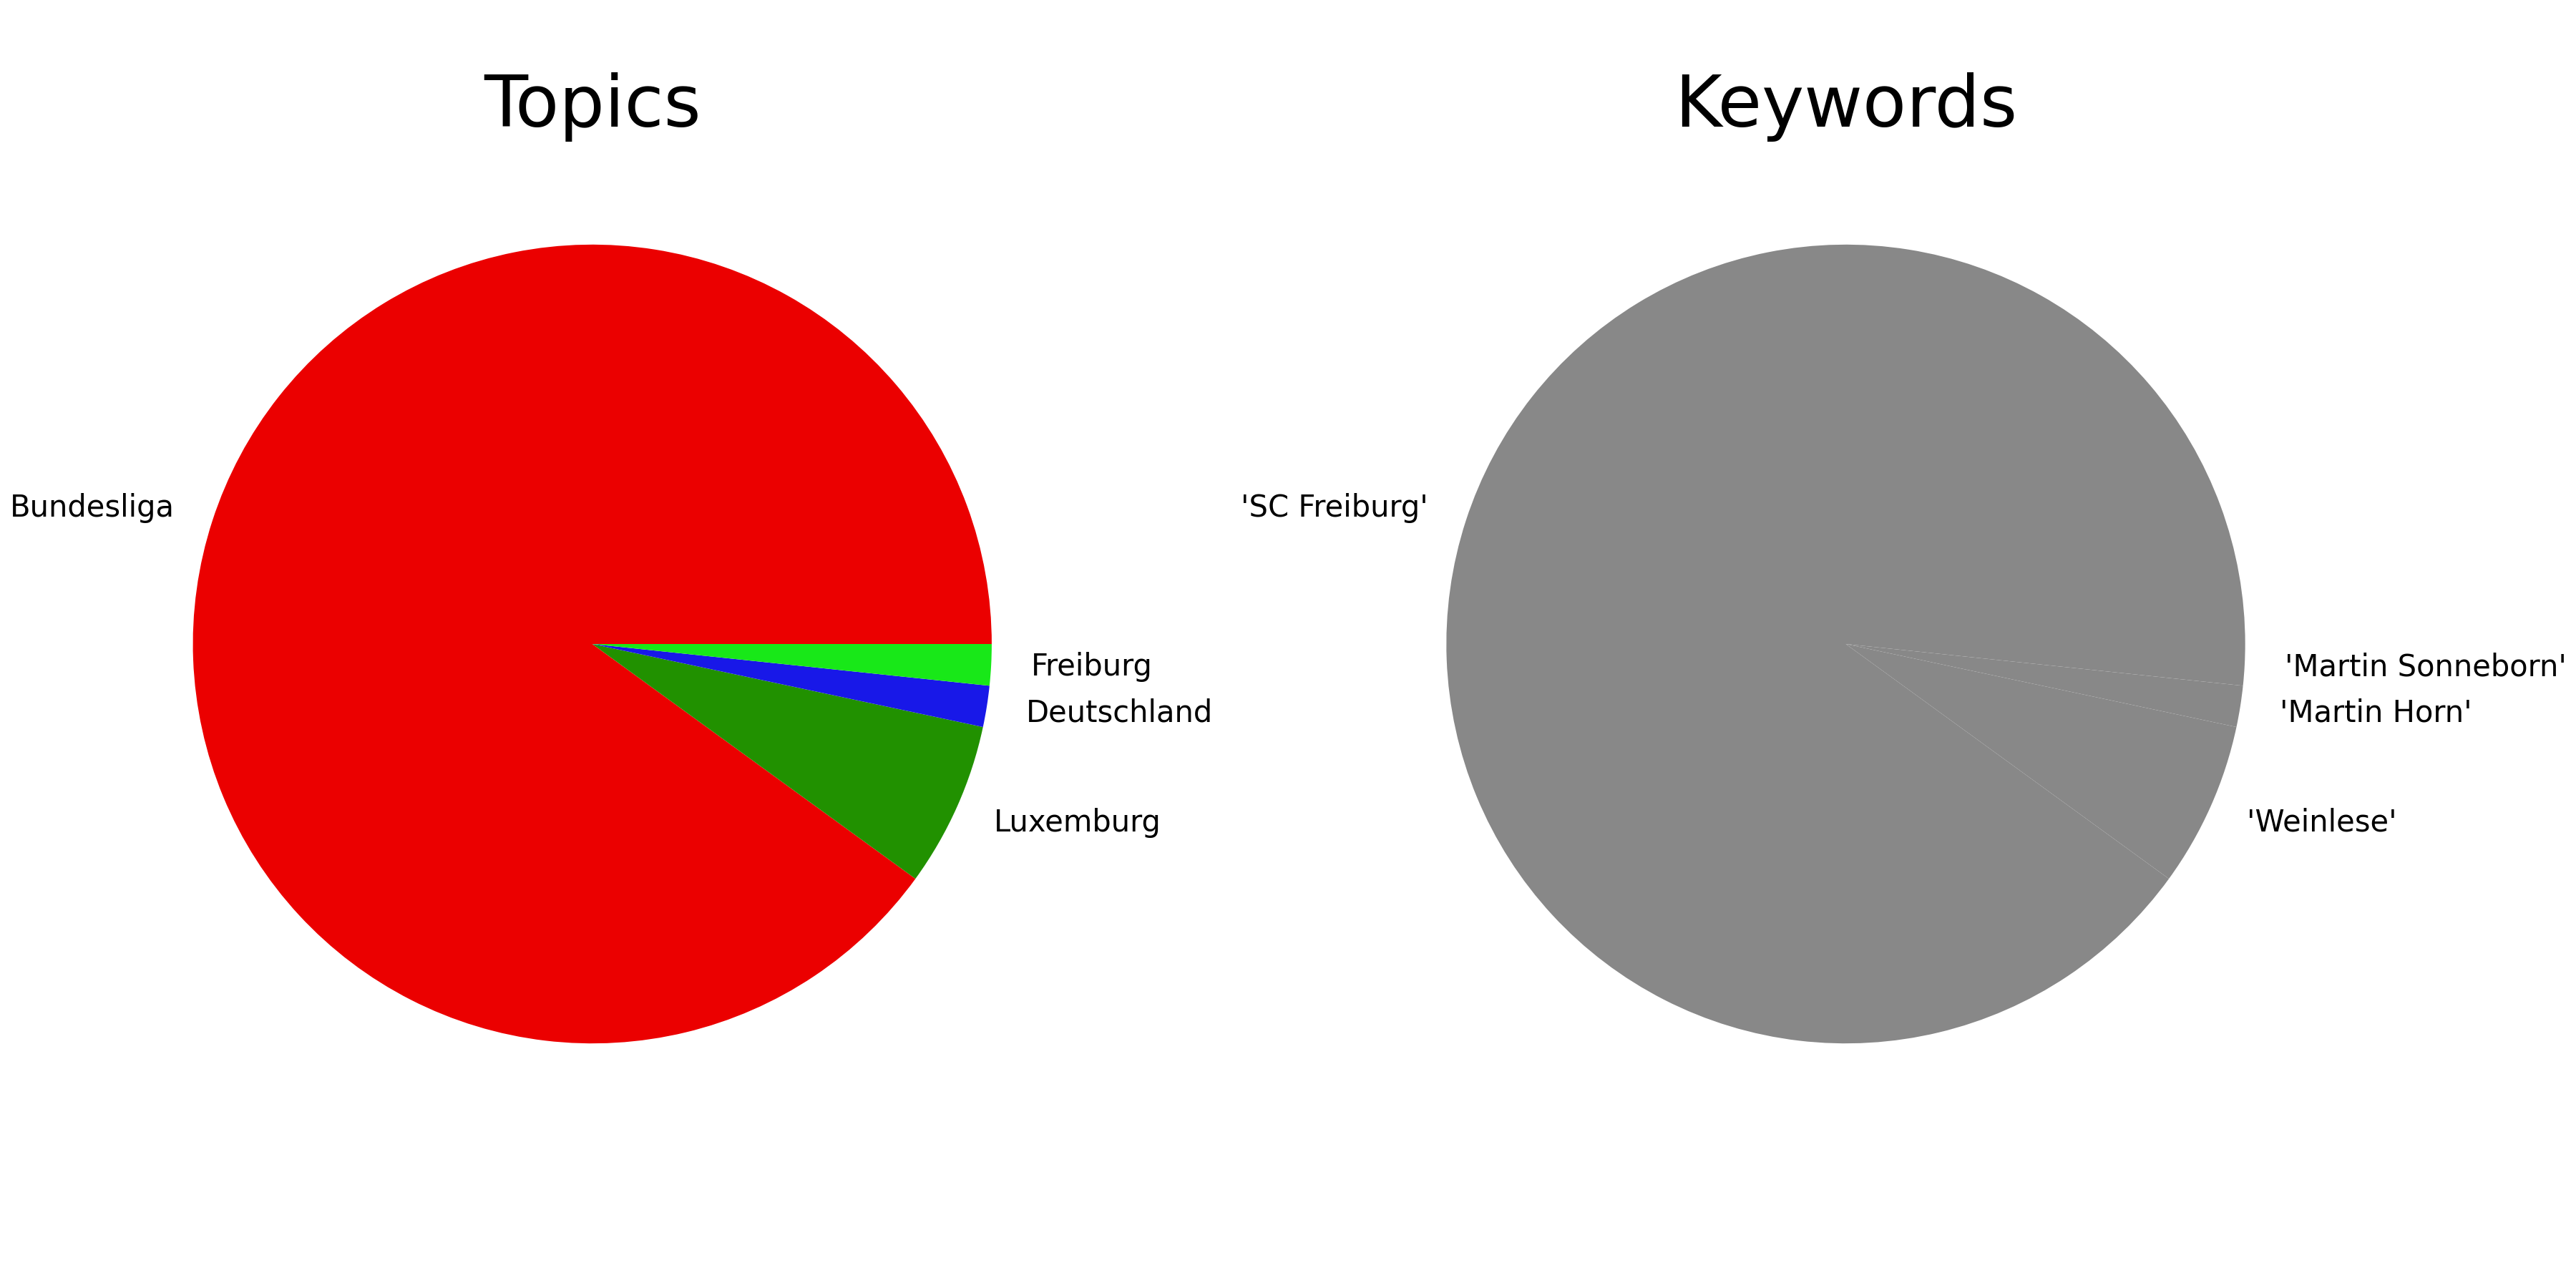 Topics
Bundesliga
Freiburg
Deutschland
Luxemburg
Keywords
'SC Freiburg'
'Martin Sonneborn'
'Martin Horn'
'Weinlese'